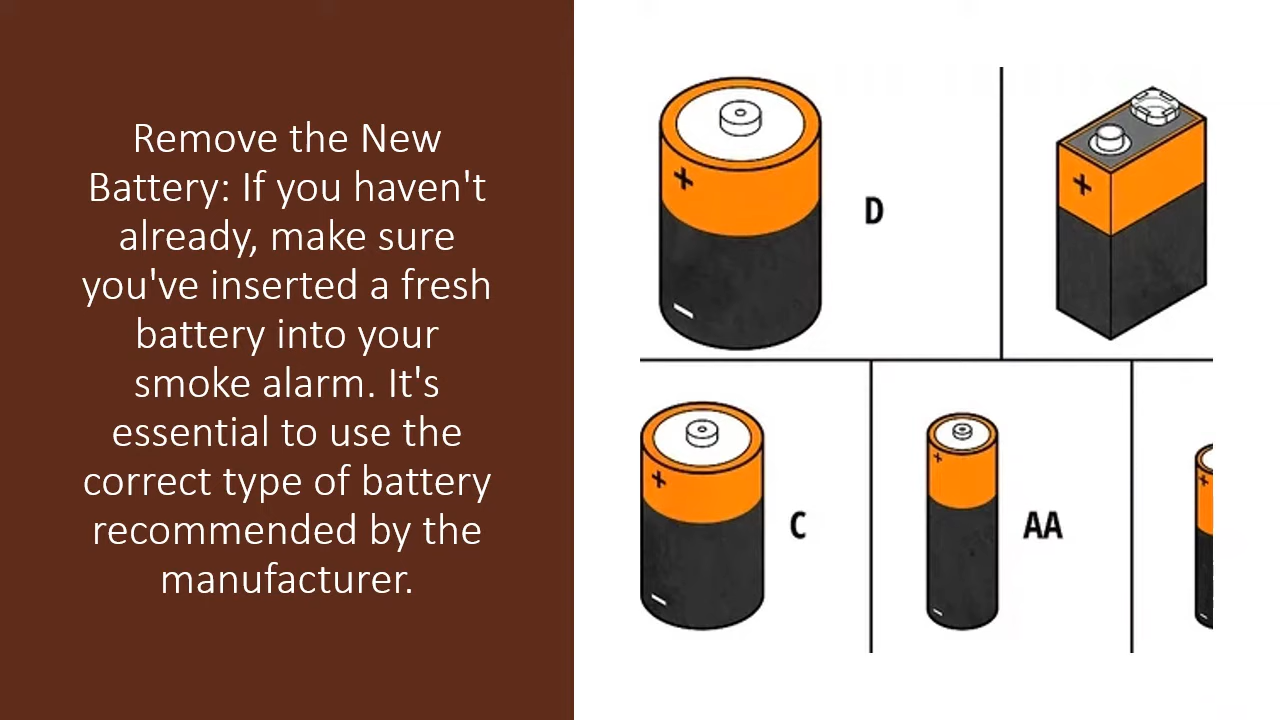 Remove the New
Battery: If you haven't
already, make sure
you've inserted a fresh
battery into your
smoke alarm. It's
essential to use the
correct type of battery
recommended by the
manufacturer.
+
D
+
+
C
+
AA
+